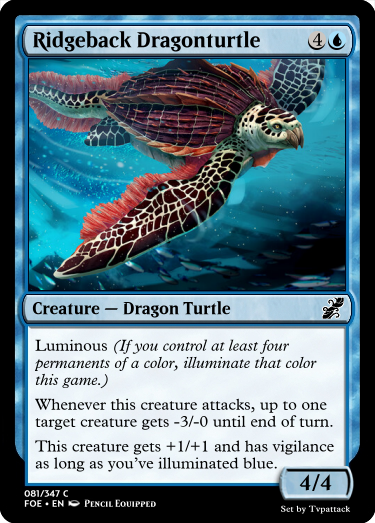 Ridgeback Dragonturtle 4
Creature — Dragon Turtle
Luminous (If you control at least four
permanents of a color, illuminate that color
this game.)
Whenever this creature attacks, up to one
target creature gets -3/-0 until end of turn.
This creature gets +1/+1 and has vigilance
as long as you've illuminated blue.
4/4
081/347 C
FOE • EN Pencil Equipped
Set by Tvpattack